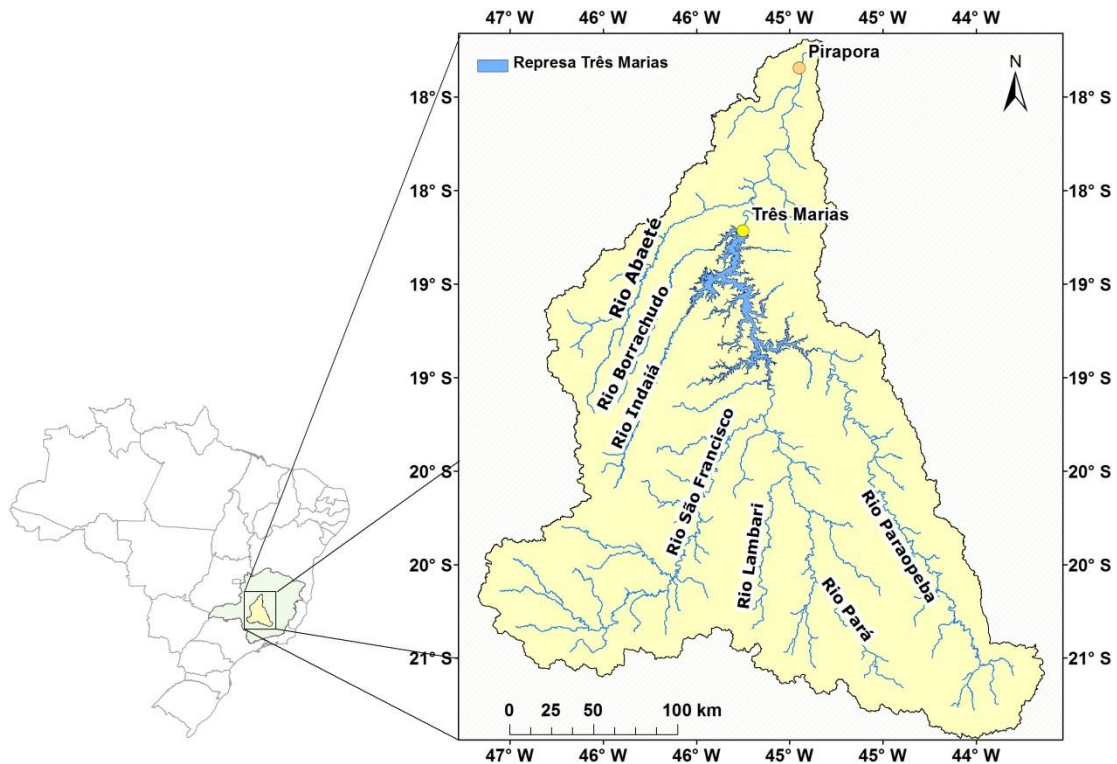 47° W 46° W 46° W 45° W 45° W 44° W
Represa Três Marias
Pirapora
N
18° S 18° S
18° S 18° S
Três Marias
Rio Abaeté
19° S 19° S
Rio Borrachudo
Rio Indaiá
19° S 19° S
Rio São Francisco
20° S 20° S
Rio Lambari
Rio Paraopeba
20° S 20° S
Rio Pará
21° S 21° S
0 25 50 100 km
47° W 46° W 46° W 45° W 45° W 44° W